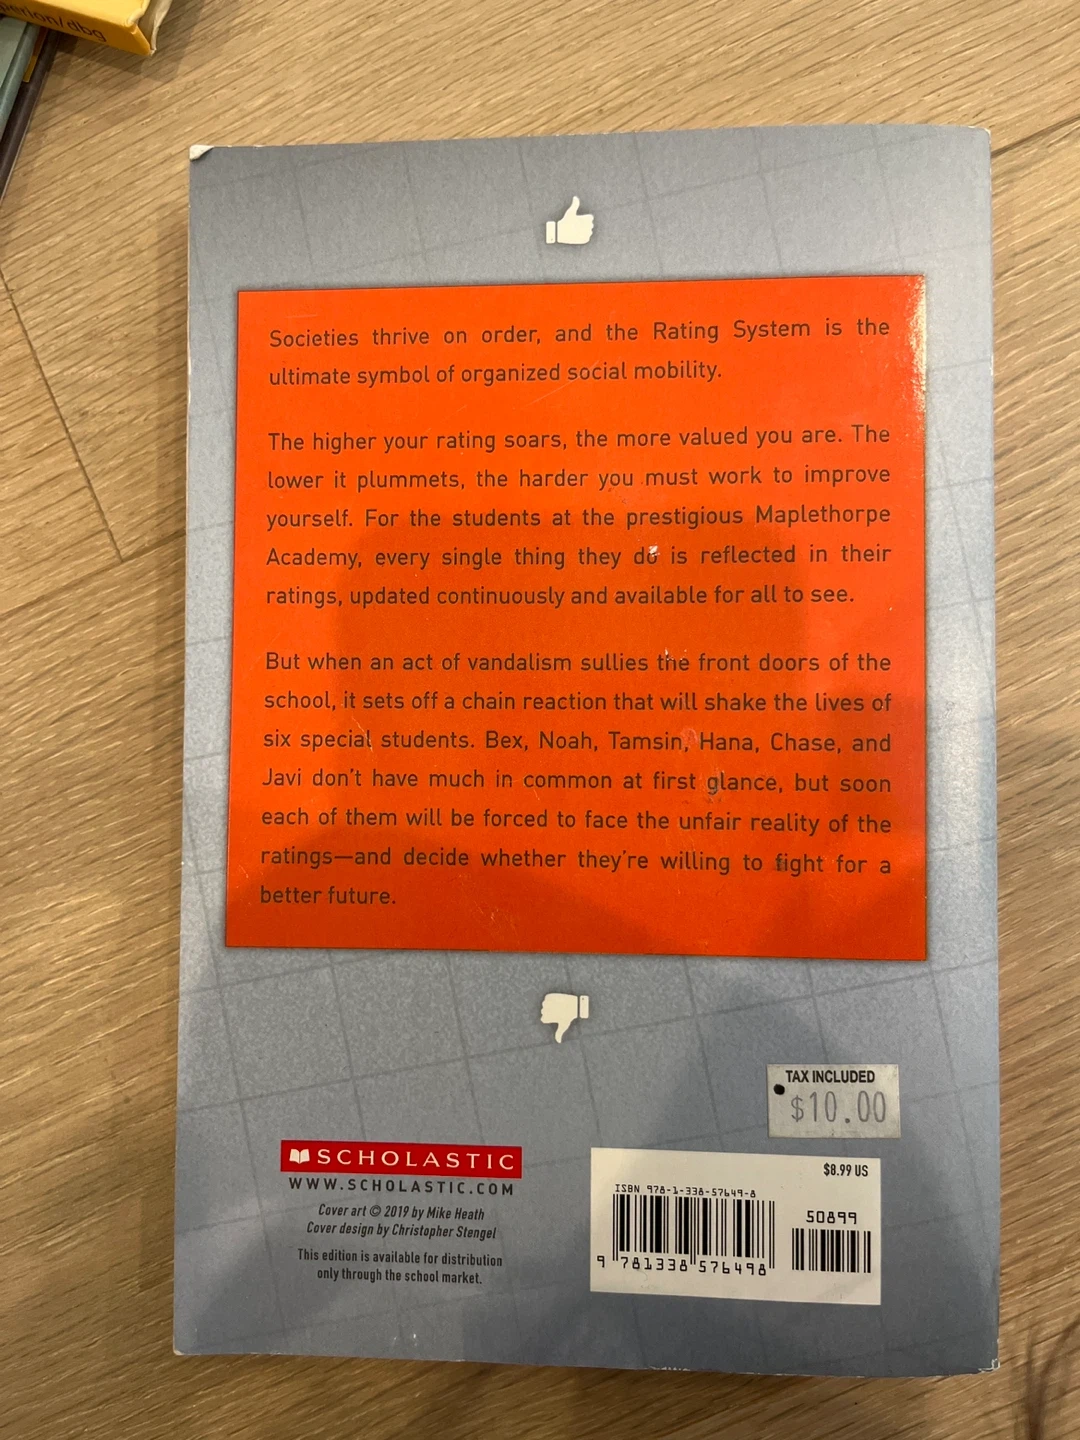 perion/dbg
Societies thrive on order, and the Rating System is the
ultimate symbol of organized social mobility.
The higher your rating soars, the more valued you are. The
lower it plummets, the harder you must work to improve
yourself. For the students at the prestigious Maplethorpe
Academy, every single thing they do is reflected in their
ratings, updated continuously and available for all to see.
But when an act of vandalism sullies the front doors of the
school, it sets off a chain reaction that will shake the lives of
six special students. Bex, Noah, Tamsin, Hana, Chase, and
Javi don't have much in common at first glance, but soon
each of them will be forced to face the unfair reality of the
ratings—and decide whether they're willing to fight for a
better future.
TAX INCLUDED
$10.00
SCHOLASTIC
WWW.SCHOLASTIC.COM
Cover art © 2019 by Mike Heath
Cover design by Christopher Stengel
This edition is available for distribution
only through the school market.
$8.99 US
ISBN 978-1-338-57649-8
50899
9 781338 576498